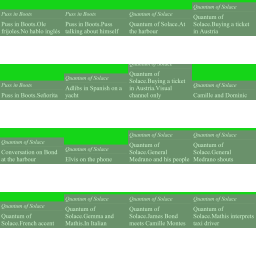 Puss in Boots
Puss in Boots.Ole
frijoles.No hablo inglés
Puss in Boots
Puss in Boots.Puss
talking about himself
Quantum of Solace
Quantum of Solace.At
the harbour
Quantum of Solace
Quantum of
Solace.Buying a ticket
in Austria
Puss in Boots
Puss in Boots.Señorita
Quantum of Solace
Adlibs in Spanish on a
yacht
Quantum of Solace
Quantum of
Solace.Buying a ticket
in Austria.Visual
channel only
Quantum of Solace
Camille and Dominic
Quantum of Solace
Conversation on Bond
at the harbour
Quantum of Solace
Elvis on the phone
Quantum of Solace
Quantum of
Solace.General
Medrano and his people
Quantum of Solace
Quantum of
Solace.General
Medrano shouts
Quantum of Solace
Quantum of
Solace.French accent
Quantum of Solace
Quantum of
Solace.Gemma and
Mathis.In Italian
Quantum of Solace
Quantum of
Solace.James Bond
meets Camille Montes
Quantum of Solace
Quantum of
Solace.Mathis interprets
taxi driver